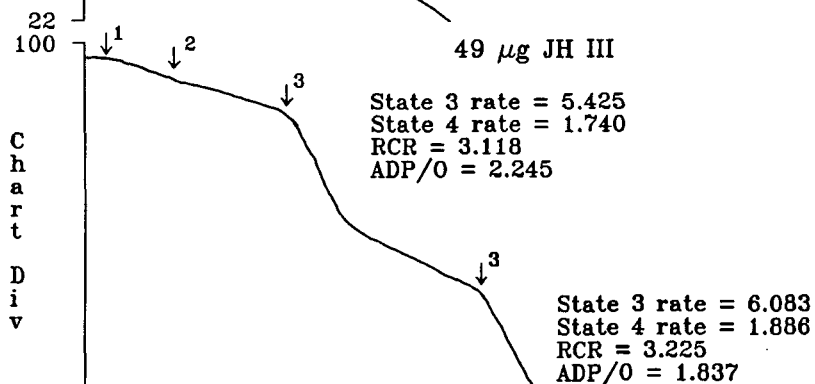 22
100
1
2
49 μg JH III
3
State 3 rate = 5.425
State 4 rate = 1.740
RCR = 3.118
ADP/O = 2.245
Chart Div
3
State 3 rate = 6.083
State 4 rate = 1.886
RCR = 3.225
ADP/O = 1.837